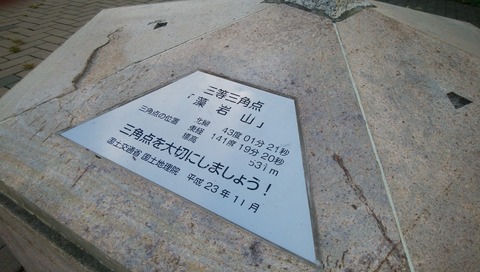 三等三角点
「藻岩山」
三角点の位置 北緯 43度 01分 21秒
東経 141度 19分 20秒
標高 531m
三角点を大切にしましょう!
国土交通省 国土地理院 平成 23年 11月